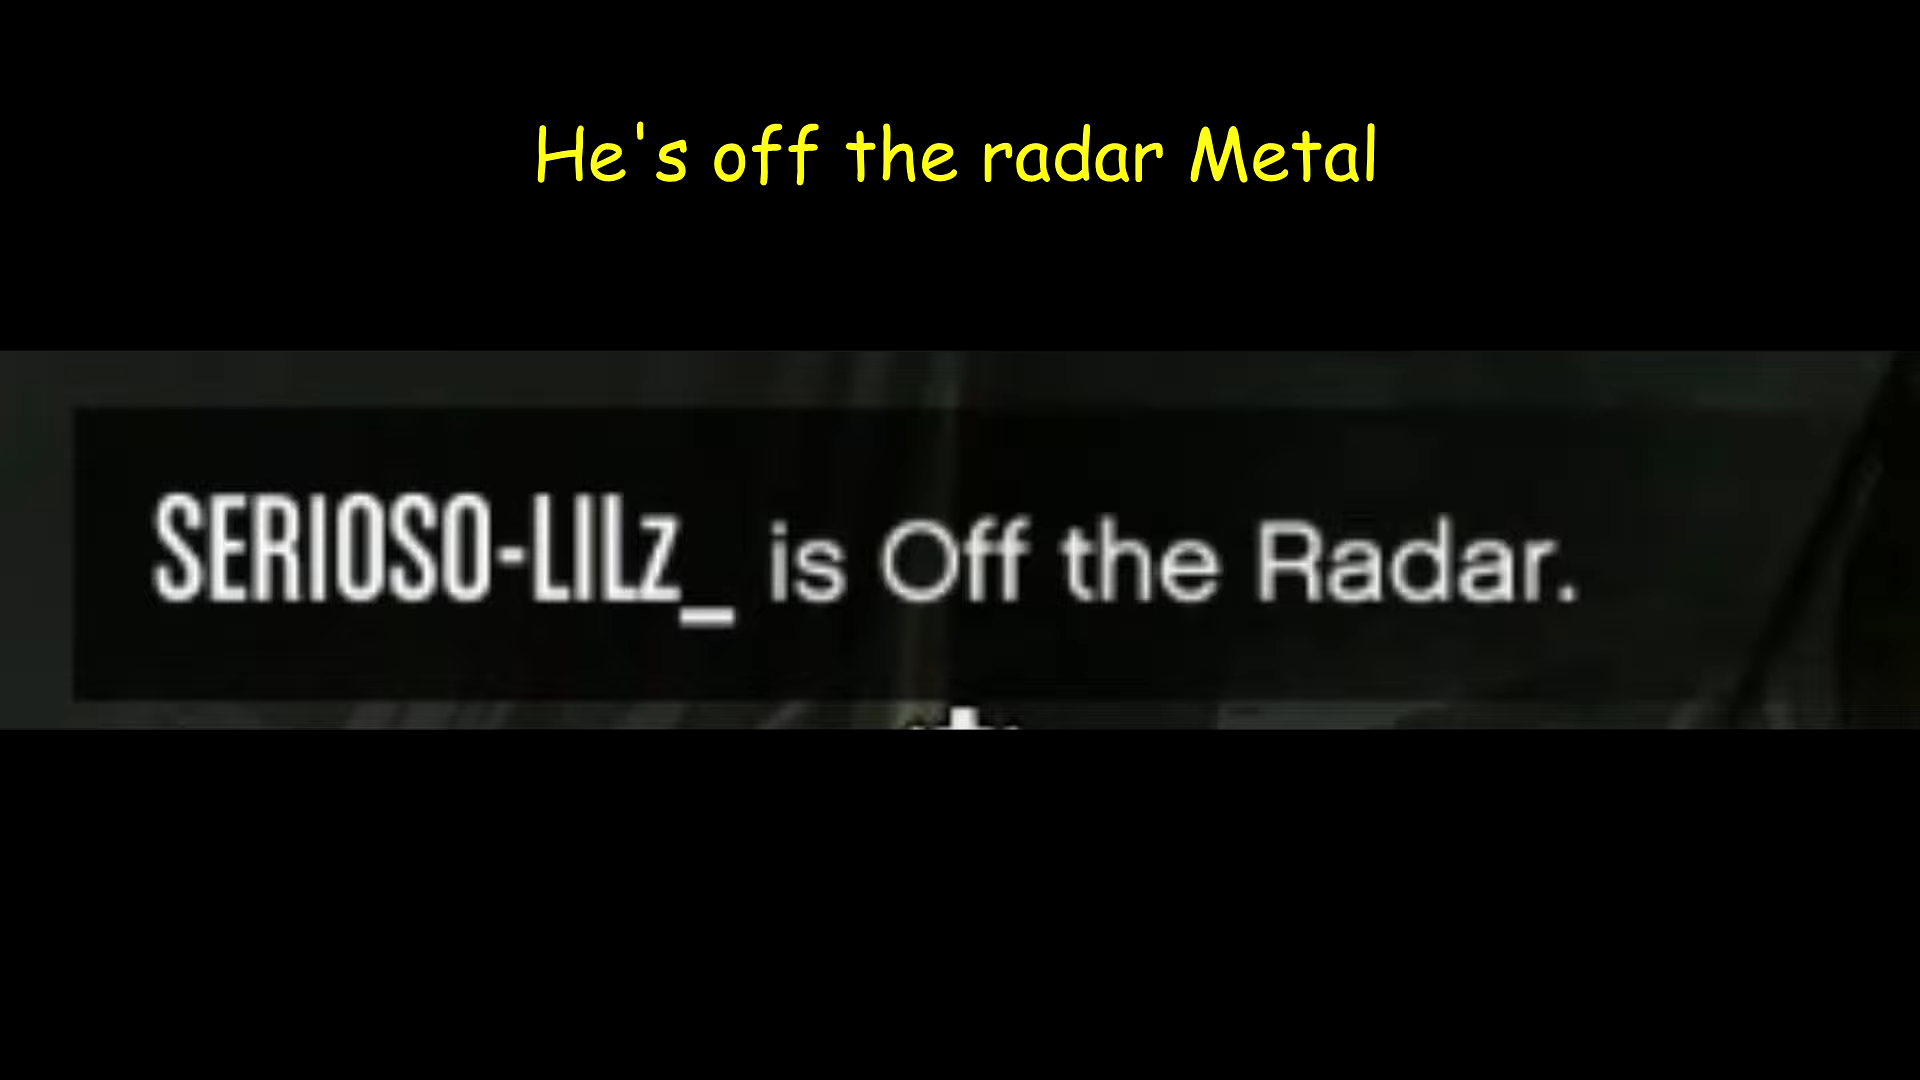 He's off the radar Metal
SERIOSO-LILZ_ is Off the Radar.